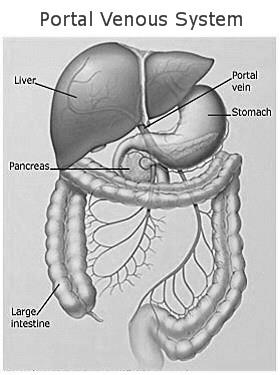 Portal Venous System
Liver
Portal
vein
Stomach
Pancreas
Large
intestine